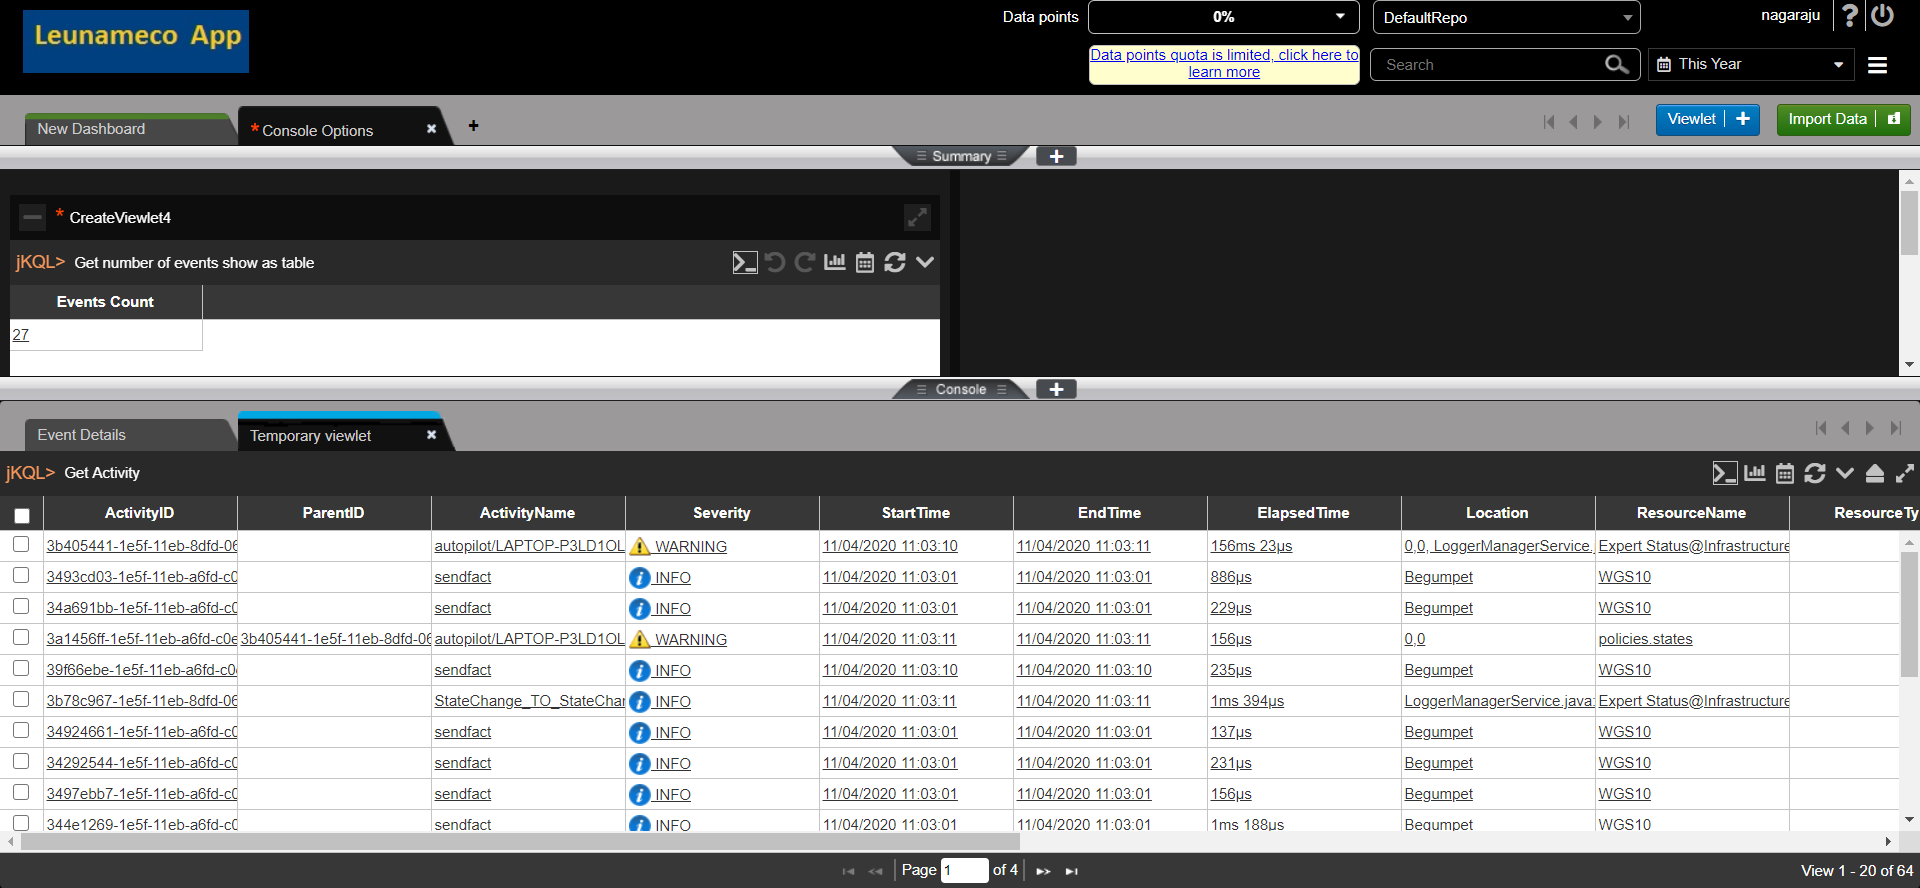 Leunameco App
Data points
0%
DefaultRepo
nagaraju
Data points quota is limited, click here to
learn more
Search
This Year
New Dashboard
* Console Options
Viewlet
Import Data
Summary
* CreateViewlet4
jKQL> Get number of events show as table
Events Count
27
Console
Event Details
Temporary viewlet
jKQL> Get Activity
ActivityID ParentID ActivityName Severity StartTime EndTime ElapsedTime Location ResourceName ResourceTy
3b405441-1e5f-11eb-8dfd-06 autopilot/LAPTOP-P3LD1OL WARNING 11/04/2020 11:03:10 11/04/2020 11:03:11 156ms 23µs 0,0, LoggerManagerService. Expert Status@Infrastructure
3493cd03-1e5f-11eb-a6fd-c0 sendfact INFO 11/04/2020 11:03:01 11/04/2020 11:03:01 886µs Begumpet WGS10
34a691bb-1e5f-11eb-a6fd-c0 sendfact INFO 11/04/2020 11:03:01 11/04/2020 11:03:01 229µs Begumpet WGS10
3a1456ff-1e5f-11eb-a6fd-c0e 3b405441-1e5f-11eb-8dfd-06 autopilot/LAPTOP-P3LD1OL WARNING 11/04/2020 11:03:11 11/04/2020 11:03:11 156µs 0,0 policies.states
39f66ebe-1e5f-11eb-a6fd-c0 sendfact INFO 11/04/2020 11:03:10 11/04/2020 11:03:10 235µs Begumpet WGS10
3b78c967-1e5f-11eb-8dfd-06 StateChange_TO_StateChar INFO 11/04/2020 11:03:11 11/04/2020 11:03:11 1ms 394µs LoggerManagerService.java: Expert Status@Infrastructure
34924661-1e5f-11eb-a6fd-c0 sendfact INFO 11/04/2020 11:03:01 11/04/2020 11:03:01 137µs Begumpet WGS10
34292544-1e5f-11eb-a6fd-c0 sendfact INFO 11/04/2020 11:03:01 11/04/2020 11:03:01 231µs Begumpet WGS10
3497ebb7-1e5f-11eb-a6fd-c0 sendfact INFO 11/04/2020 11:03:01 11/04/2020 11:03:01 156µs Begumpet WGS10
344e1269-1e5f-11eb-a6fd-c0 sendfact INFO 11/04/2020 11:03:01 11/04/2020 11:03:01 1ms 188µs Begumpet WGS10
Page 1 of 4
View 1 - 20 of 64